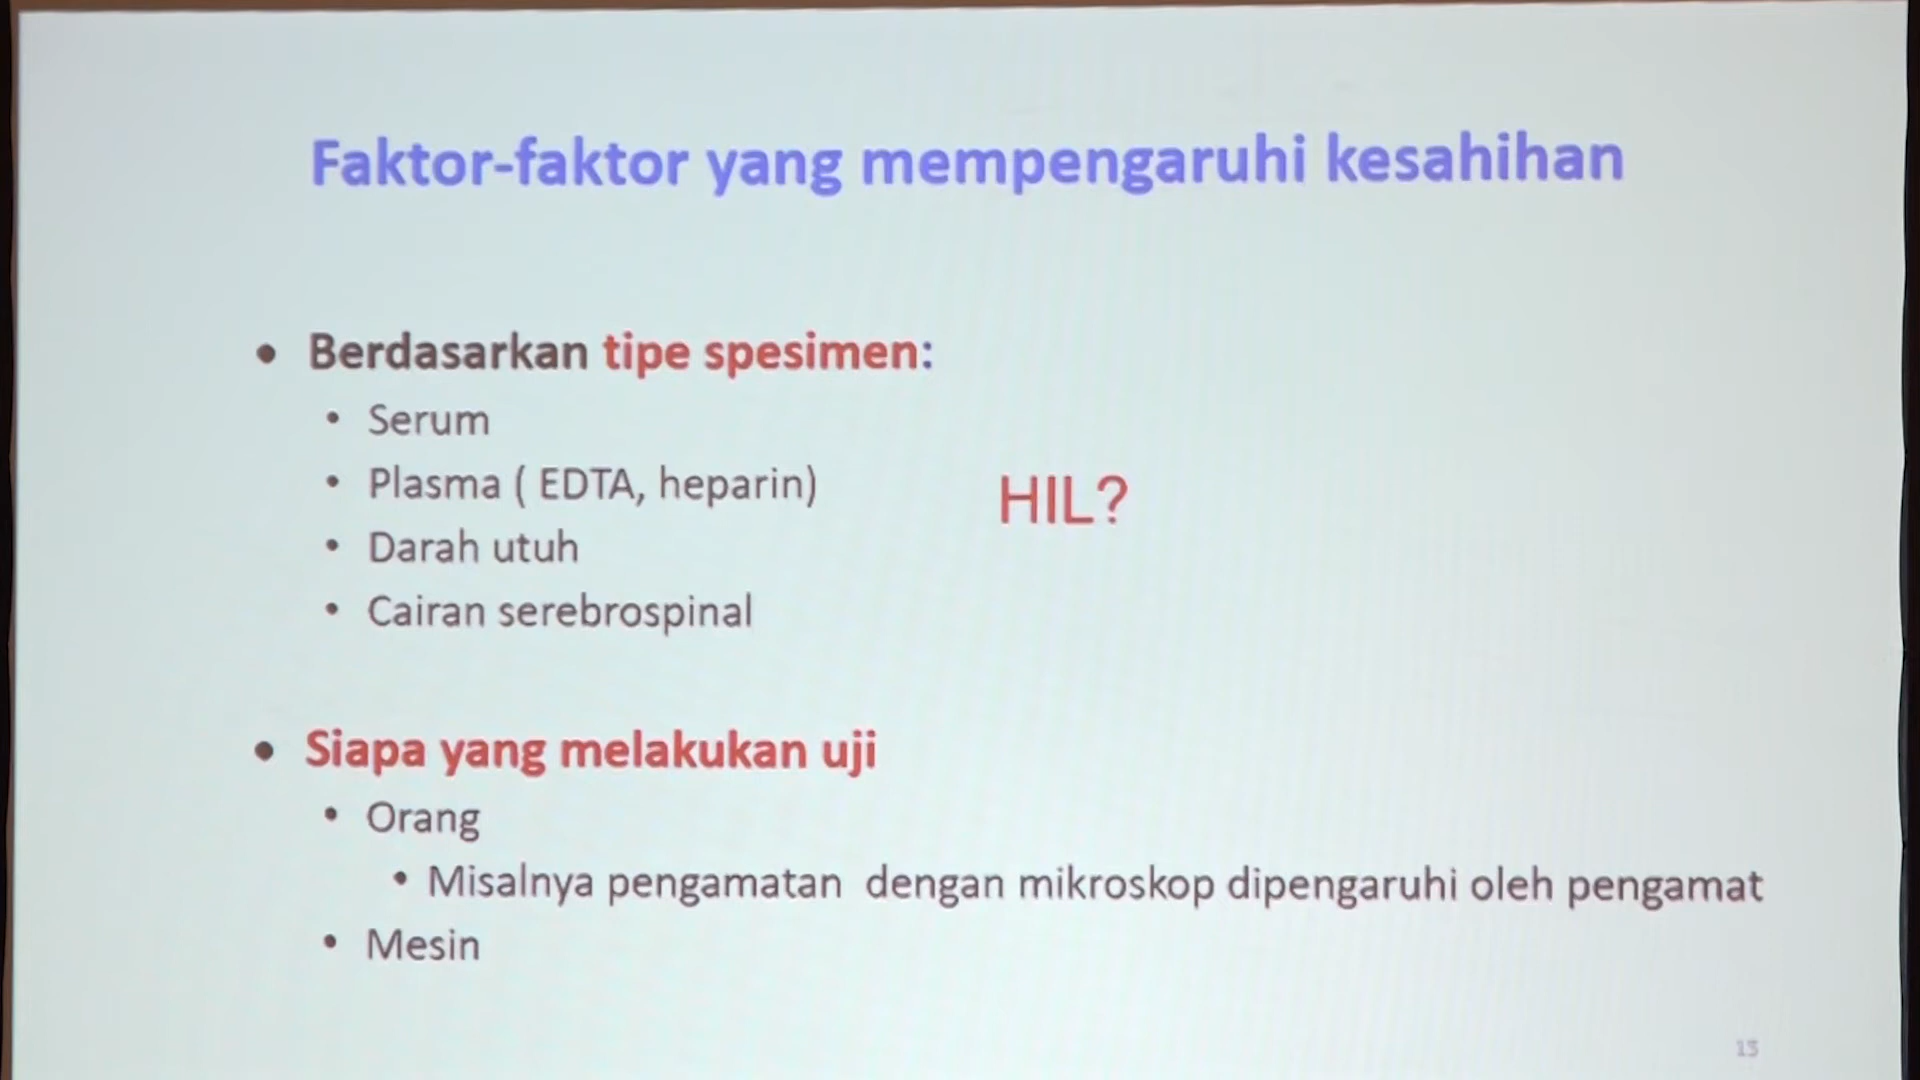 Faktor-faktor yang mempengaruhi kesahihan
• Berdasarkan tipe spesimen:
• Serum
• Plasma ( EDTA, heparin)
HIL?
• Darah utuh
• Cairan serebrospinal
• Siapa yang melakukan uji
• Orang
• Misalnya pengamatan dengan mikroskop dipengaruhi oleh pengamat
• Mesin
15